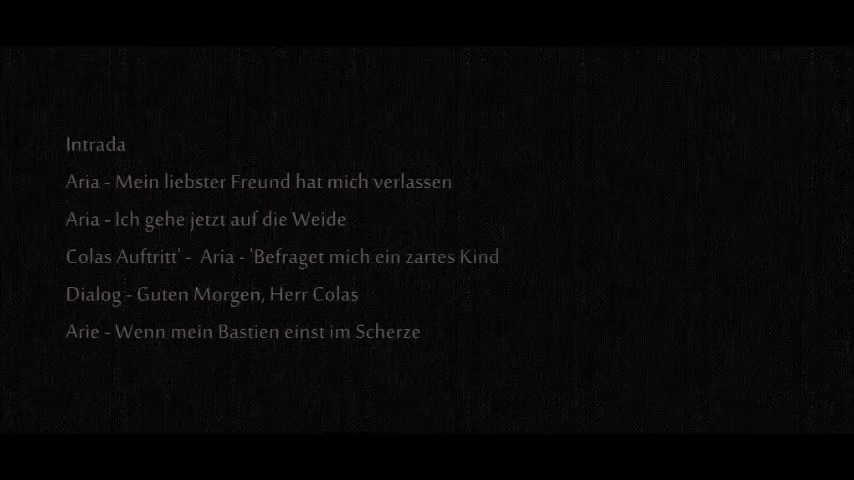 Intrada
Aria - Mein liebster Freund hat mich verlassen
Aria - Ich gehe jetzt auf die Weide
Colas Auftritt' -  Aria - 'Befraget mich ein zartes Kind
Dialog - Guten Morgen, Herr Colas
Arie - Wenn mein Bastien einst im Scherze